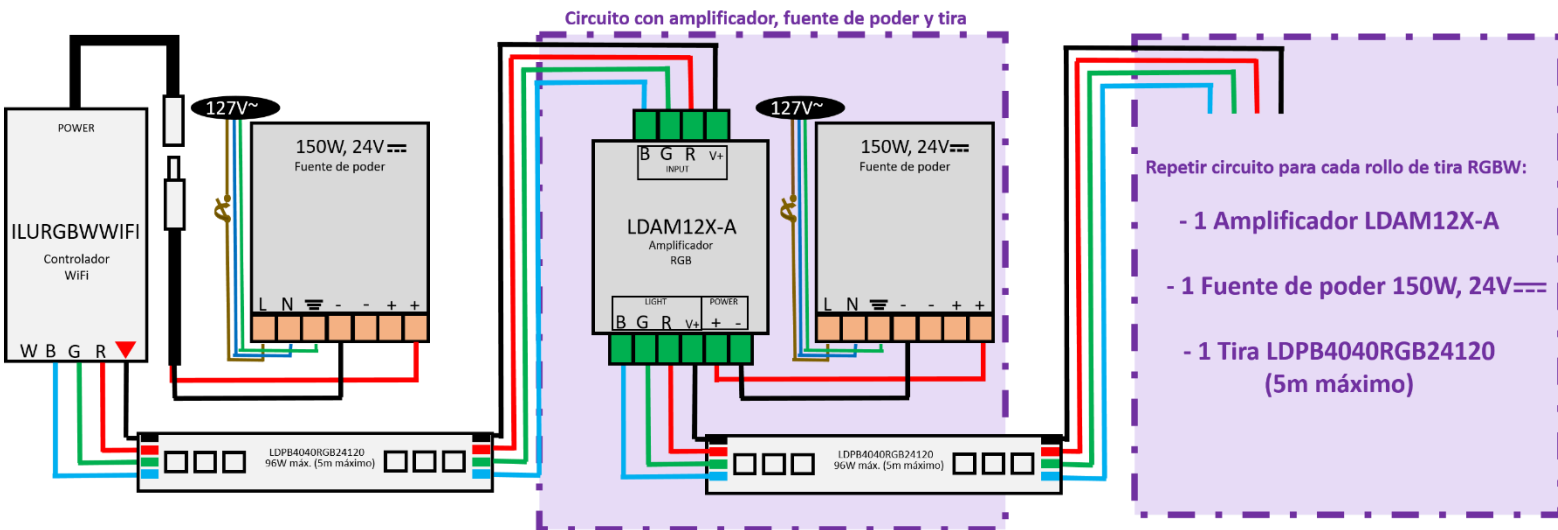 Circuito con amplificador, fuente de poder y tira
POWER
ILURGBWWIFI
Controlador
WiFi
W B G R
127V~
150W, 24V
Fuente de poder
L N - - + +
LDPB4040RGB24120
96W máx. (5m máximo)
B G R V+
INPUT
LDAM12X-A
Amplificador
RGB
LIGHT POWER
B G R V+ + -
127V~
150W, 24V
Fuente de poder
L N - - + +
LDPB4040RGB24120
96W máx. (5m máximo)
Repetir circuito para cada rollo de tira RGBW:
- 1 Amplificador LDAM12X-A
- 1 Fuente de poder 150W, 24V
- 1 Tira LDPB4040RGB24120
(5m máximo)